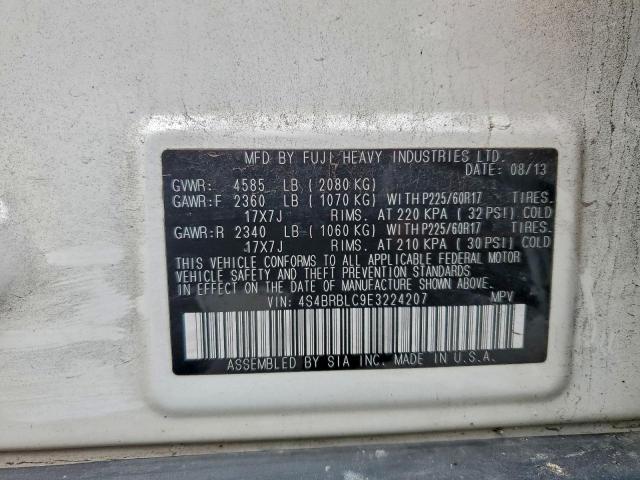 MFD BY FUJI HEAVY INDUSTRIES LTD.
DATE: 08/13
GVWR: 4585 LB ( 2080 KG)
GAWR:F 2360 LB ( 1070 KG) WITH P225/60R17 TIRES.
17X7J RIMS. AT 220 KPA ( 32 PSI) COLD
GAWR:R 2340 LB ( 1060 KG) WITH P225/60R17 TIRES.
17X7J RIMS. AT 210 KPA ( 30 PSI) COLD
THIS VEHICLE CONFORMS TO ALL APPLICABLE FEDERAL MOTOR
VEHICLE SAFETY AND THEFT PREVENTION STANDARDS
IN EFFECT ON THE DATE OF MANUFACTURE SHOWN ABOVE.
VIN: 4S4BRBLC9E3224207 MPV
ASSEMBLED BY SIA INC. MADE IN U.S.A.